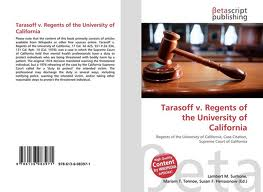 Tarasoff v. Regents of the University of
California
Please note that the content of this book primarily consists of articles
available from Wikipedia or other free sources online. Tarasoff v.
Regents of the University of California, 17 Cal. 3d 425, 551 P.2d 334,
131 Cal. Rptr. 14 (Cal. 1976), was a case in which the Supreme Court
of California held that mental health professionals have a duty to
protect individuals who are being threatened with bodily harm by a
patient. The original 1974 decision mandated warning the threatened
individual, but a 1976 rehearing of the case by the California Supreme
Court called for a "duty to protect" the intended victim. The
professional may discharge the duty in several ways, including
notifying police, warning the intended victim, and/or taking other
reasonable steps to protect the threatened individual.
Betascript
publishing
Tarasoff v. Regents of
the University of
California
Regents of the University of California, Case Citation,
Supreme Court of California
High Quality
Content
by WIKIPEDIA
articles!
Lambert M. Surhone,
Mariam T. Tennoe, Susan F. Henssonow (Ed.)